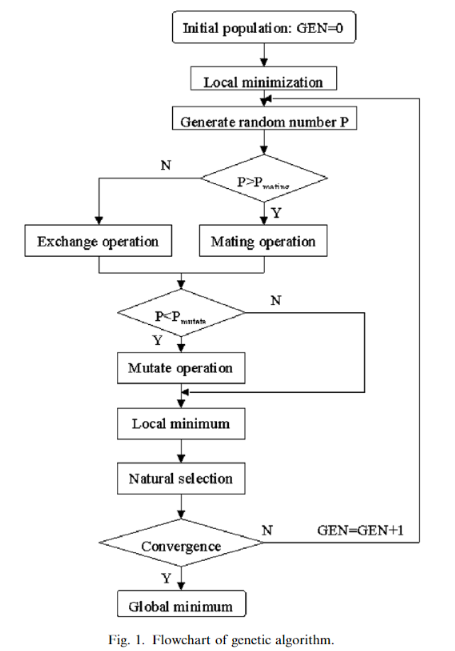 Initial population: GEN=0
Local minimization
Generate random number P
N
P>Pmating
Y
Exchange operation
Mating operation
N
P<Pmutate
Y
Mutate operation
Local minimum
Natural selection
N
GEN=GEN+1
Convergence
Y
Global minimum
Fig. 1. Flowchart of genetic algorithm.